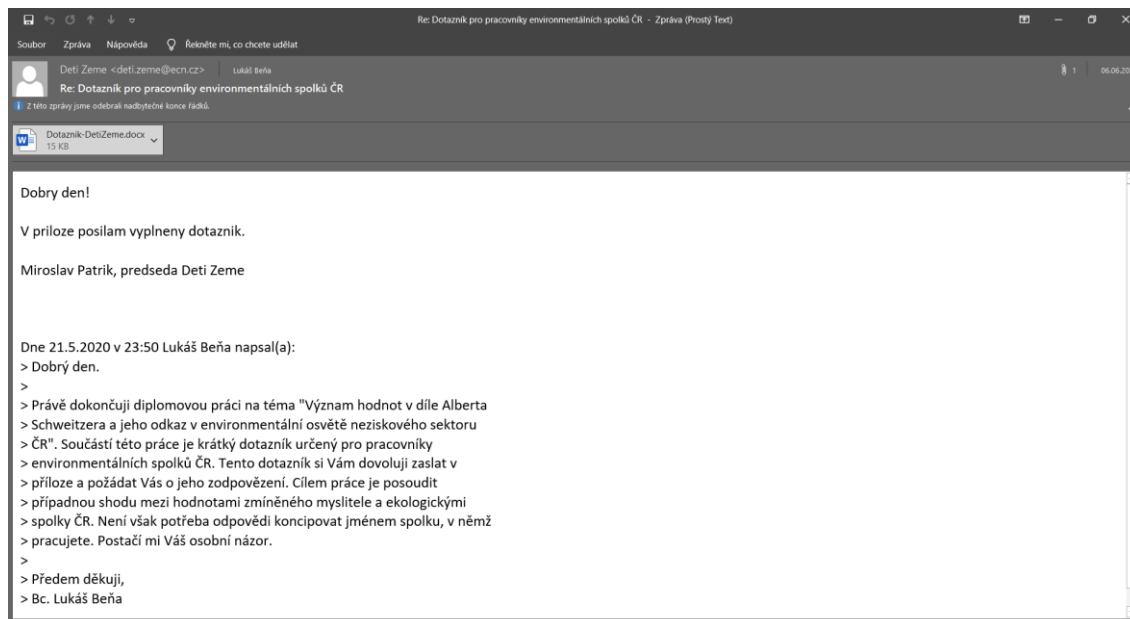 Re: Dotazník pro pracovníky environmentálních spolků ČR - Zpráva (Prostý Text)
Soubor Zpráva Nápověda Řekněte mi, co chcete udělat
Deti Zeme <deti.zeme@ecn.cz> Lukáš Beňa
1 06.06.20
Re: Dotazník pro pracovníky environmentálních spolků ČR
Z této zprávy jsme odebrali nadbytečné konce řádků.
Dotaznik-DetiZeme.docx
15 KB
Dobry den!
V priloze posilam vyplneny dotaznik.
Miroslav Patrik, predseda Deti Zeme
Dne 21.5.2020 v 23:50 Lukáš Beňa napsal(a):
> Dobrý den.
>
> Právě dokončuji diplomovou práci na téma "Význam hodnot v díle Alberta
> Schweitzera a jeho odkaz v environmentální osvětě neziskového sektoru
> ČR". Součástí této práce je krátký dotazník určený pro pracovníky
> environmentálních spolků ČR. Tento dotazník si Vám dovoluji zaslat v
> příloze a požádat Vás o jeho zodpovězení. Cílem práce je posoudit
> případnou shodu mezi hodnotami zmíněného myslitele a ekologickými
> spolky ČR. Není však potřeba odpovědi koncipovat jménem spolku, v němž
> pracujete. Postačí mi Váš osobní názor.
>
> Předem děkuji,
> Bc. Lukáš Beňa